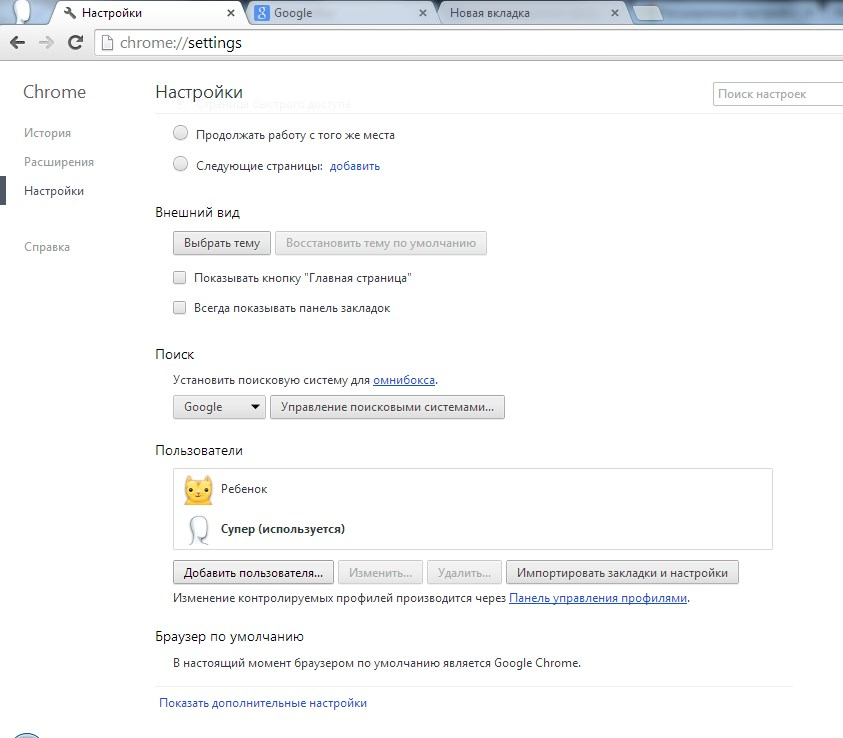 Настройки
Google
Новая вкладка
chrome://settings
Chrome
Настройки
Поиск настроек
История
Расширения
Настройки
Справка
Продолжать работу с того же места
Следующие страницы: добавить
Внешний вид
Выбрать тему Восстановить тему по умолчанию
Показывать кнопку "Главная страница"
Всегда показывать панель закладок
Поиск
Установить поисковую систему для омнибокса.
Google Управление поисковыми системами...
Пользователи
Ребенок
Супер (используется)
Добавить пользователя... Изменить... Удалить... Импортировать закладки и настройки
Изменение контролируемых профилей производится через Панель управления профилями.
Браузер по умолчанию
В настоящий момент браузером по умолчанию является Google Chrome.
Показать дополнительные настройки